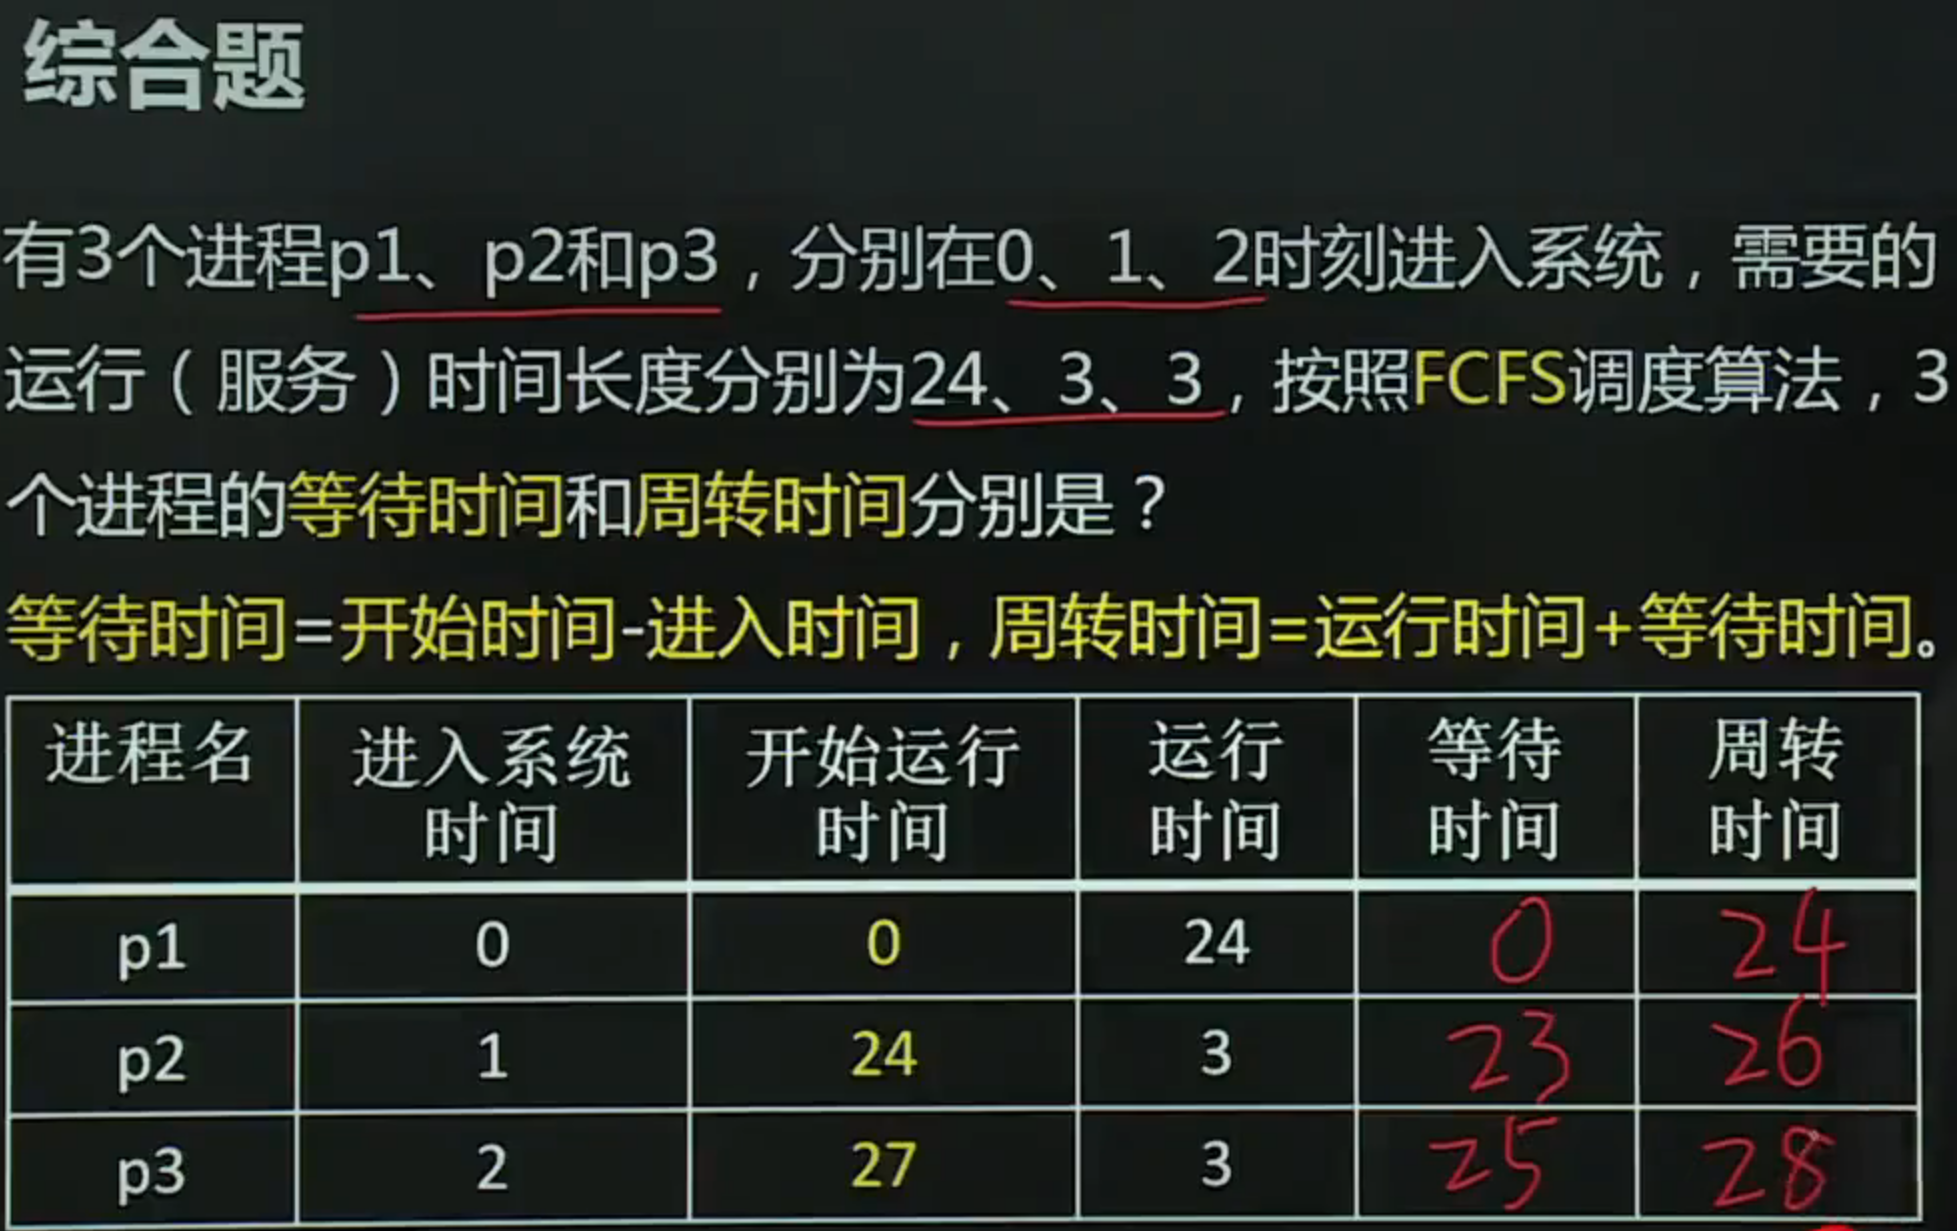 综合题
有3个进程p1、p2和p3，分别在0、1、2时刻进入系统，需要的
运行（服务）时间长度分别为24、3、3，按照FCFS调度算法，3
个进程的等待时间和周转时间分别是？
等待时间=开始时间-进入时间，周转时间=运行时间+等待时间。
进程名 进入系统时间 开始运行时间 运行时间 等待时间 周转时间
p1 0 0 24 0 24
p2 1 24 3 23 26
p3 2 27 3 25 28